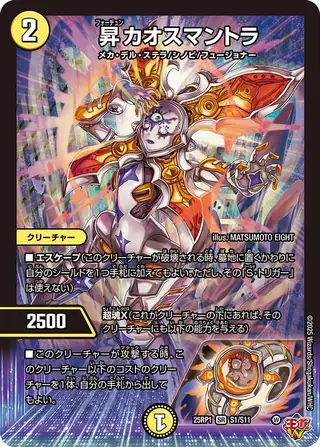 2
フォーチュン
昇カオスマントラ
メカ・デル・ステラ/シノビ/フュージョナー
illus. MATSUMOTO EIGHT
クリーチャー
■エスケープ(このクリーチャーが破壊される時、墓地に置くかわりに
自分のシールドを1つ手札に加えてもよい。ただし、その「S・トリガー」は
使えない)
2500
超魂X(これがクリーチャーの下にあれば、その
クリーチャーにも以下の能力を与える)
■このクリーチャーが攻撃する時、こ
のクリーチャー以下のコストのクリー
チャーを1体、自分の手札から出して
もよい。
1
25RP1 SR S1/S11
W
©2025 Wizards/Shogakukan/WHC